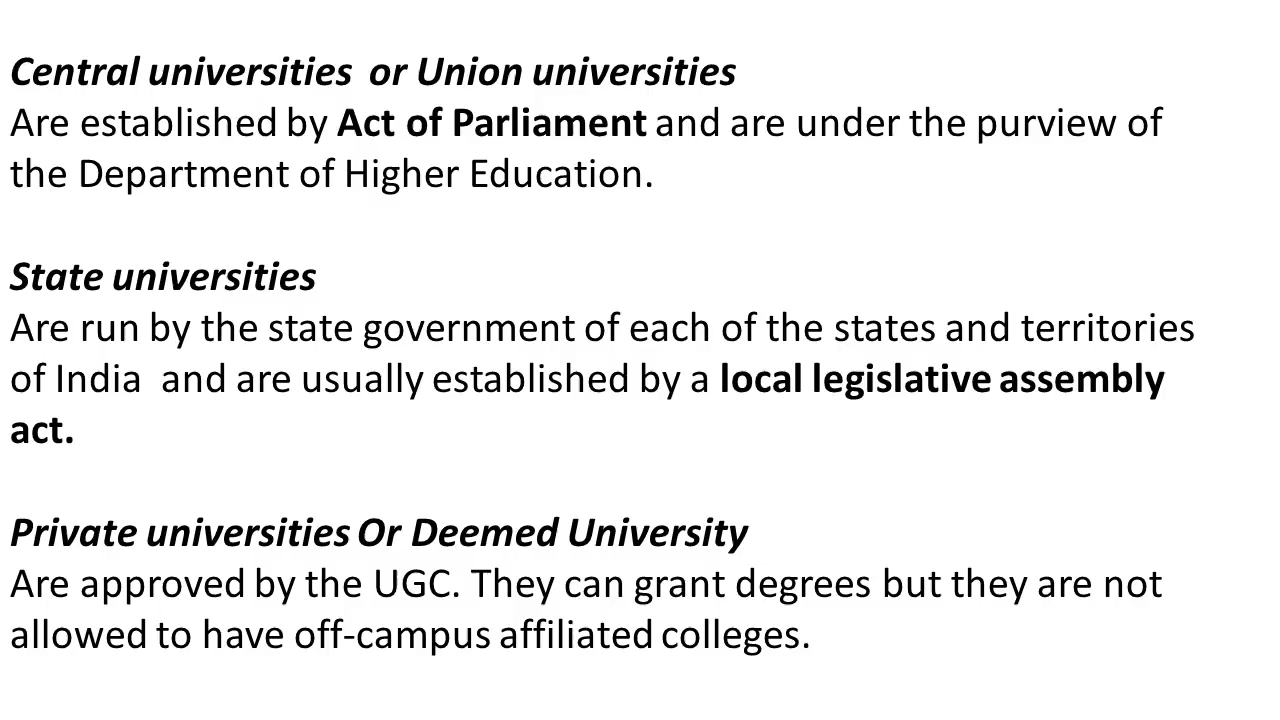 Central universities  or Union universities
Are established by Act of Parliament and are under the purview of
the Department of Higher Education.
State universities
Are run by the state government of each of the states and territories
of India  and are usually established by a local legislative assembly
act.
Private universities Or Deemed University
Are approved by the UGC. They can grant degrees but they are not
allowed to have off-campus affiliated colleges.